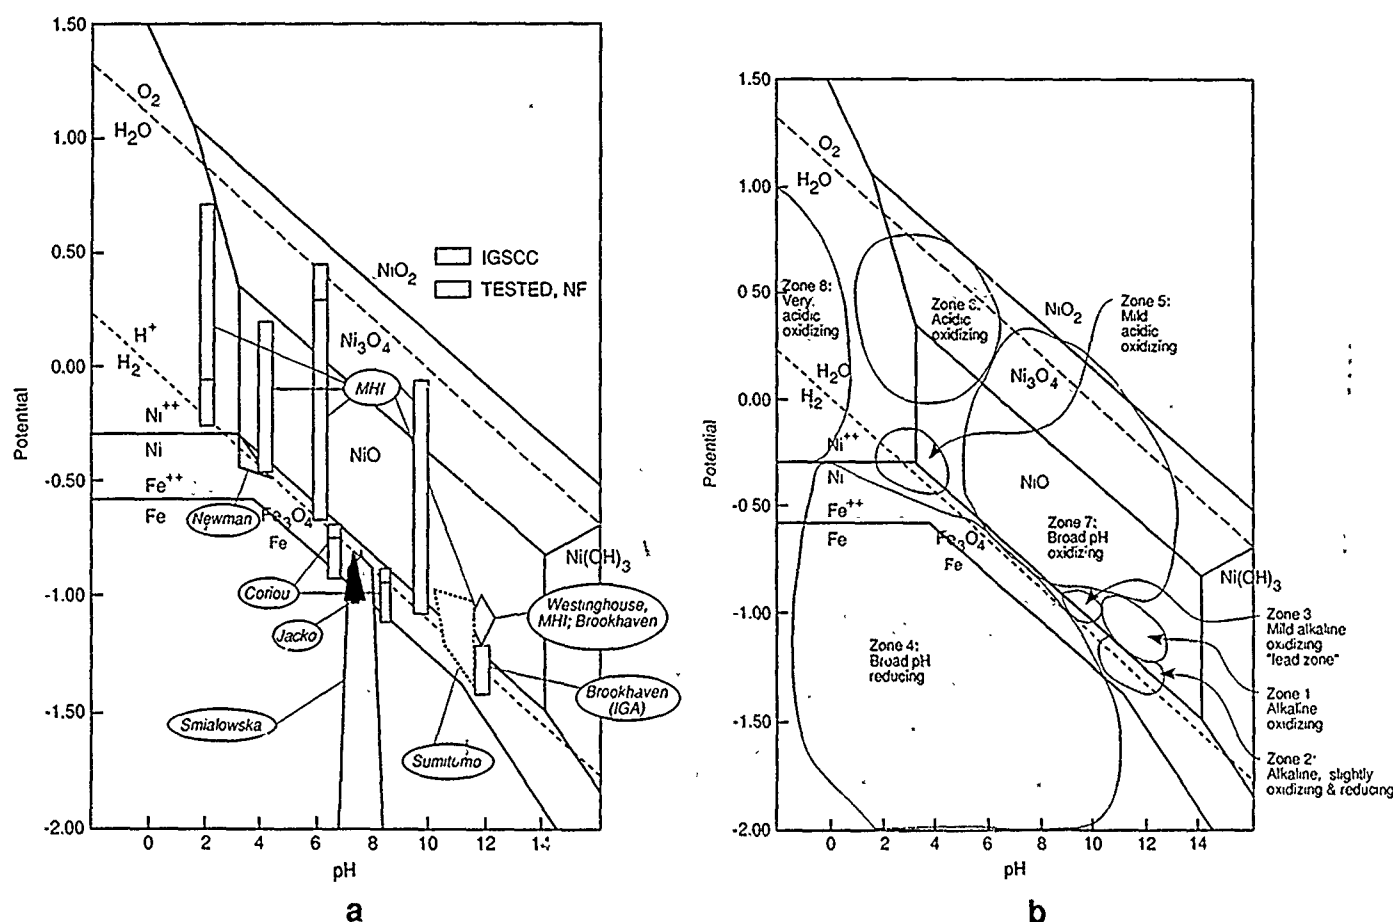 1.50
1.00
0.50
0.00
-0.50
-1.00
-1.50
-2.00
Potential
0
2
4
6
8
10
12
14
pH
O2
H2O
H+
H2
Ni++
Ni
Fe++
Fe
Fe3O4
Fe
NiO2
Ni3O4
NiO
Ni(OH)3
IGSCC
TESTED, NF
MHI
Newman
Coriou
Jacko
Smialowska
Sumitomo
Westinghouse,
MHI; Brookhaven
Brookhaven
(IGA)
a
1.50
1.00
0 50
0.00
-0.50
-1.00
-1.50
-2.00
Potential
0
2
4
6
8
10
12
14
pH
O2
H2O
H2O
H2
Ni++
Ni
Fe++
Fe
Fe3O4
Fe
NiO2
Ni3O4
NiO
Ni(OH)3
Zone 8:
Very.
acidic
oxidizing
Acidic
oxidizing
Zone 5:
Mild
acidic
oxidizing
Zone 7:
Broad pH
oxidizing
Zone 4:
Broad pH
reducing
Zone 3
Mild alkaline
oxidizing
"lead zone"
Zone 1
Alkaline
oxidizing
Zone 2:
Alkaline, slightly
oxidizing & reducing
b